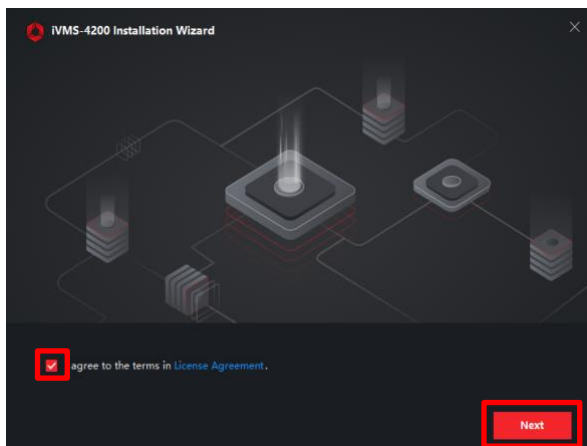 iVMS-4200 Installation Wizard
agree to the terms in License Agreement.
Next